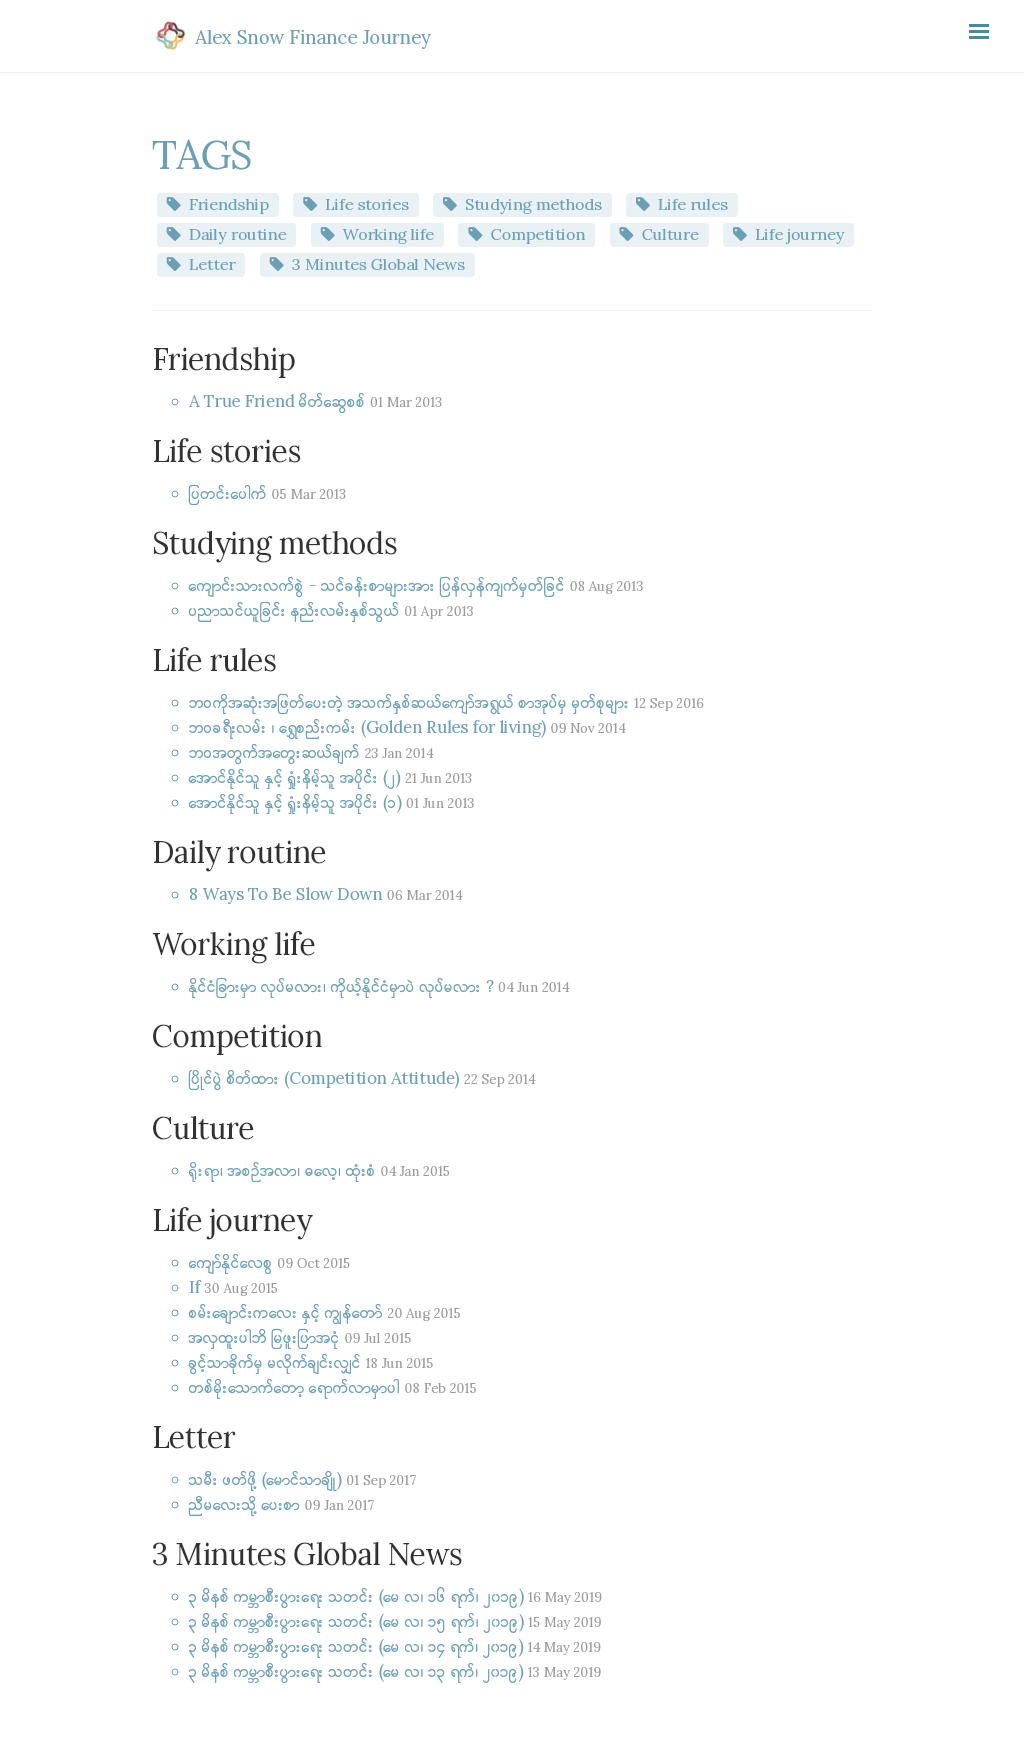 Alex Snow Finance Journey
TAGS
Friendship Life stories Studying methods Life rules
Daily routine Working life Competition Culture Life journey
Letter 3 Minutes Global News
Friendship
A True Friend မိတ်ဆွေစစ် 01 Mar 2013
Life stories
ပြတင်းပေါက် 05 Mar 2013
Studying methods
ကျောင်းသားလက်စွဲ - သင်ခန်းစာများအား ပြန်လှန်ကျက်မှတ်ခြင် 08 Aug 2013
ပညာသင်ယူခြင်း နည်းလမ်းနှစ်သွယ် 01 Apr 2013
Life rules
ဘဝကိုအဆုံးအဖြတ်ပေးတဲ့ အသက်နှစ်ဆယ်ကျော်အရွယ် စာအုပ်မှ မှတ်စုများ 12 Sep 2016
ဘဝခရီးလမ်း ၊ ရွှေစည်းကမ်း (Golden Rules for living) 09 Nov 2014
ဘဝအတွက်အတွေးဆယ်ချက် 23 Jan 2014
အောင်နိုင်သူ နှင့် ရှုံးနိမ့်သူ အပိုင်း (၂) 21 Jun 2013
အောင်နိုင်သူ နှင့် ရှုံးနိမ့်သူ အပိုင်း (၁) 01 Jun 2013
Daily routine
8 Ways To Be Slow Down 06 Mar 2014
Working life
နိုင်ငံခြားမှာ လုပ်မလား၊ ကိုယ့်နိုင်ငံမှာပဲ လုပ်မလား ? 04 Jun 2014
Competition
ပြိုင်ပွဲ စိတ်ထား (Competition Attitude) 22 Sep 2014
Culture
ရိုးရာ၊ အစဉ်အလာ၊ ဓလေ့၊ ထုံးစံ 04 Jan 2015
Life journey
ကျော်နိုင်လေစွ 09 Oct 2015
If 30 Aug 2015
စမ်းချောင်းကလေး နှင့် ကျွန်တော် 20 Aug 2015
အလှထူးပါဘိ မြဖူးပြာအငုံ 09 Jul 2015
ခွင့်သာခိုက်မှ မလိုက်ချင်းလျှင် 18 Jun 2015
တစ်မိုးသောက်တော့ ရောက်လာမှာပါ 08 Feb 2015
Letter
သမီး ဖတ်ဖို့ (မောင်သာချို) 01 Sep 2017
ညီမလေးသို့ ပေးစာ 09 Jan 2017
3 Minutes Global News
၃ မိနစ် ကမ္ဘာစီးပွားရေး သတင်း (မေ လ၊ ၁၆ ရက်၊ ၂၀၁၉) 16 May 2019
၃ မိနစ် ကမ္ဘာစီးပွားရေး သတင်း (မေ လ၊ ၁၅ ရက်၊ ၂၀၁၉) 15 May 2019
၃ မိနစ် ကမ္ဘာစီးပွားရေး သတင်း (မေ လ၊ ၁၄ ရက်၊ ၂၀၁၉) 14 May 2019
၃ မိနစ် ကမ္ဘာစီးပွားရေး သတင်း (မေ လ၊ ၁၃ ရက်၊ ၂၀၁၉) 13 May 2019